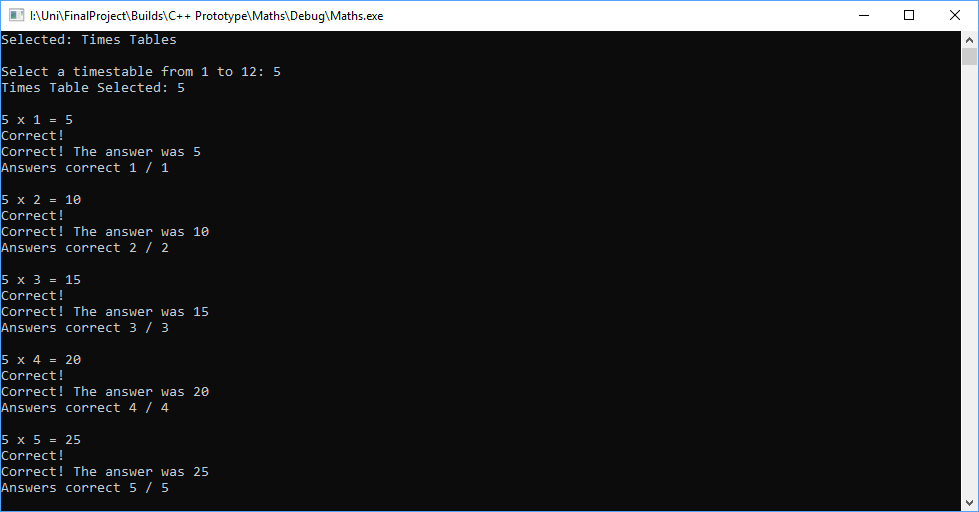 I:\Uni\FinalProject\Builds\C++ Prototype\Maths\Debug\Maths.exe
Selected: Times Tables
Select a timestable from 1 to 12: 5
Times Table Selected: 5
5 x 1 = 5
Correct!
Correct! The answer was 5
Answers correct 1 / 1
5 x 2 = 10
Correct!
Correct! The answer was 10
Answers correct 2 / 2
5 x 3 = 15
Correct!
Correct! The answer was 15
Answers correct 3 / 3
5 x 4 = 20
Correct!
Correct! The answer was 20
Answers correct 4 / 4
5 x 5 = 25
Correct!
Correct! The answer was 25
Answers correct 5 / 5